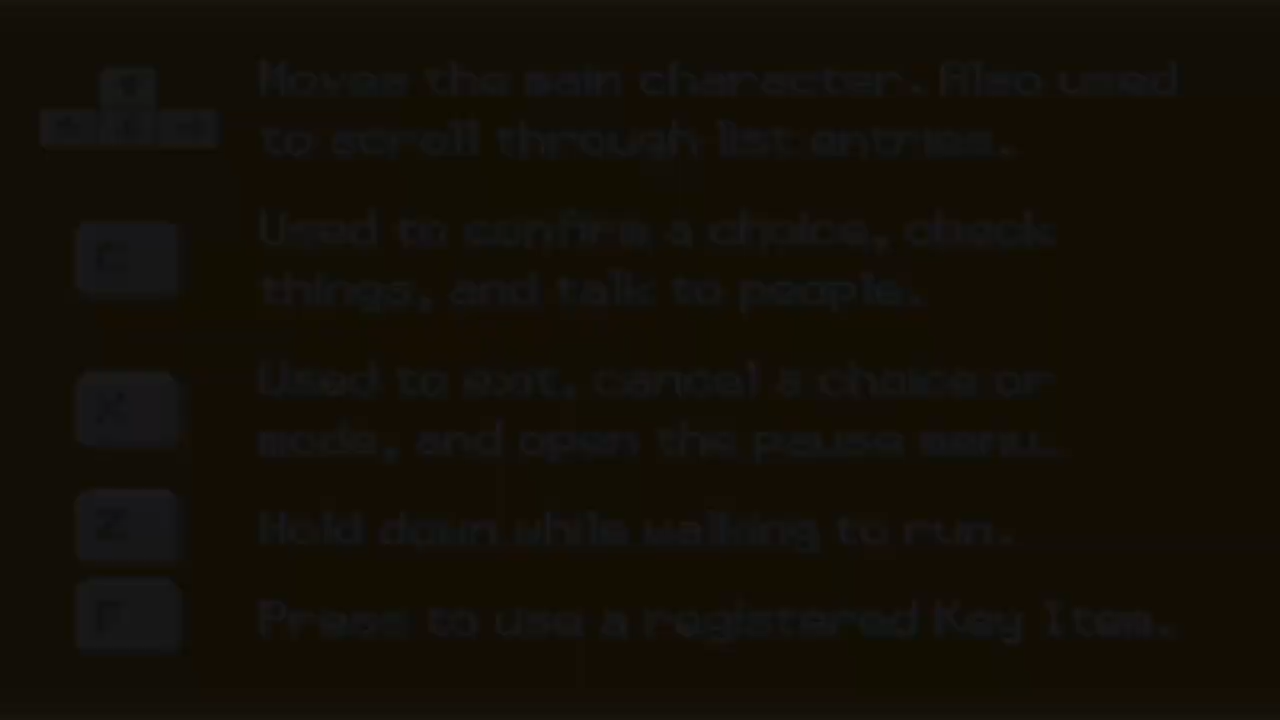 Moves the main character. Also used
to scroll through list entries.
C
Used to confirm a choice, check
things, and talk to people.
X
Used to exit, cancel a choice or
mode, and open the pause menu.
Z
Hold down while walking to run.
F
Press to use a registered Key Item.